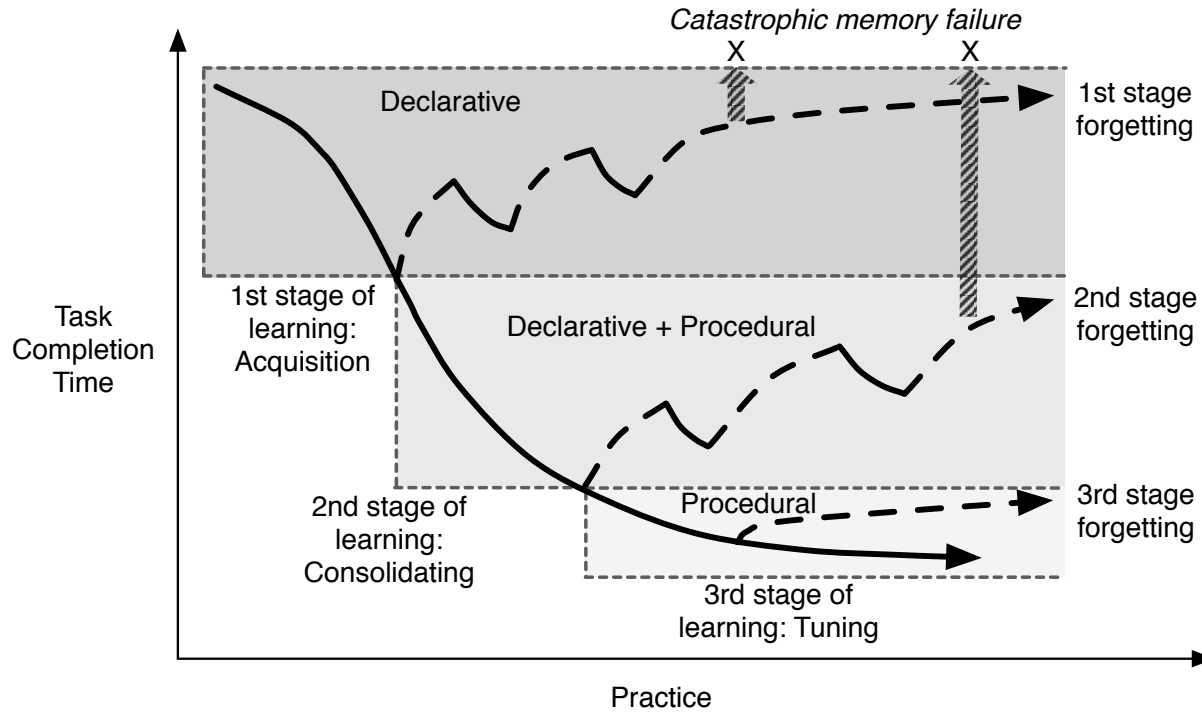 Catastrophic memory failure
X
X
Declarative
1st stage
forgetting
1st stage of
learning:
Acquisition
Declarative + Procedural
2nd stage
forgetting
Task
Completion
Time
2nd stage of
learning:
Consolidating
Procedural
3rd stage
forgetting
3rd stage of
learning: Tuning
Practice